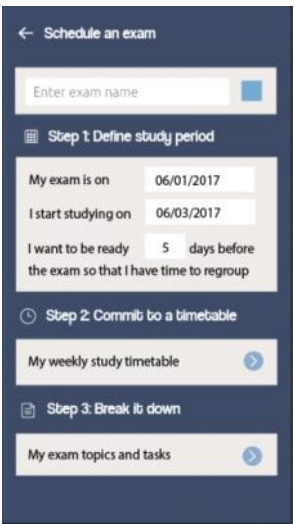 Schedule an exam
Enter exam name
Step 1: Define study period
My exam is on 06/01/2017
I start studying on 06/03/2017
I want to be ready 5 days before
the exam so that I have time to regroup
Step 2: Commit to a timetable
My weekly study timetable
Step 3: Break it down
My exam topics and tasks